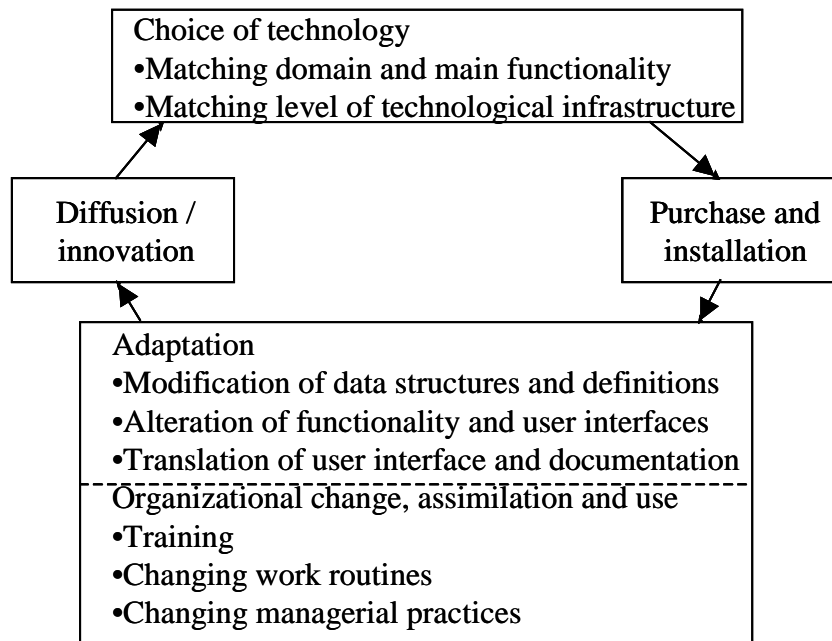 Choice of technology
•Matching domain and main functionality
•Matching level of technological infrastructure
Diffusion /
innovation
Purchase and
installation
Adaptation
•Modification of data structures and definitions
•Alteration of functionality and user interfaces
•Translation of user interface and documentation
Organizational change, assimilation and use
•Training
•Changing work routines
•Changing managerial practices